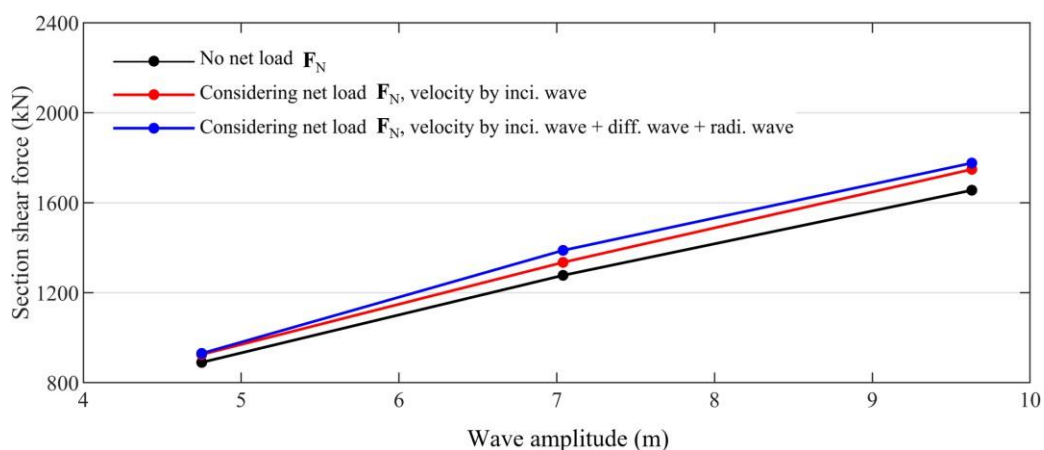 2400
No net load F_N
Considering net load F_N, velocity by inci. wave
2000
Considering net load F_N, velocity by inci. wave + diff. wave + radi. wave
1600
1200
800
Section shear force (kN)
4 5 6 7 8 9 10
Wave amplitude (m)